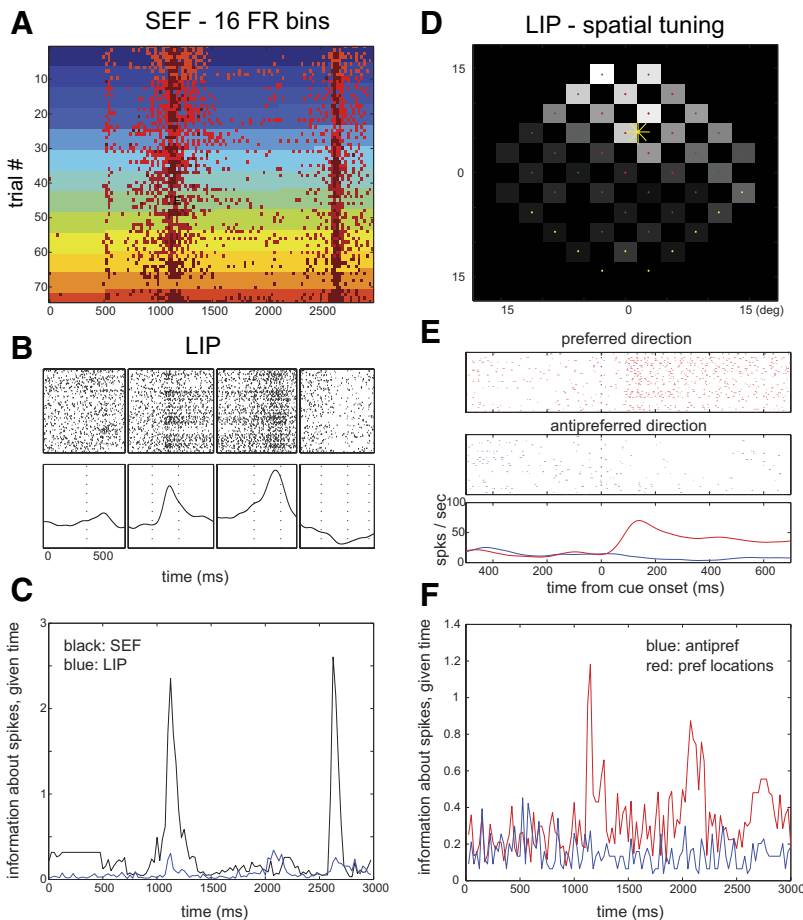 A
SEF - 16 FR bins
trial #
10
20
30
40
50
60
70
0 500 1000 1500 2000 2500
B
LIP
0 500
time (ms)
C
information about spikes, given time
3
2
1
0
black: SEF
blue: LIP
0 500 1000 1500 2000 2500 3000
time (ms)
D
LIP - spatial tuning
15
0
15
15 0 15 (deg)
E
preferred direction
antipreferred direction
spks / sec
100
50
0
400 200 0 200 400 600
time from cue onset (ms)
F
information about spikes, given time
1.4
1.2
1
0.8
0.6
0.4
0.2
0
blue: antipref
red: pref locations
0 500 1000 1500 2000 2500 3000
time (ms)